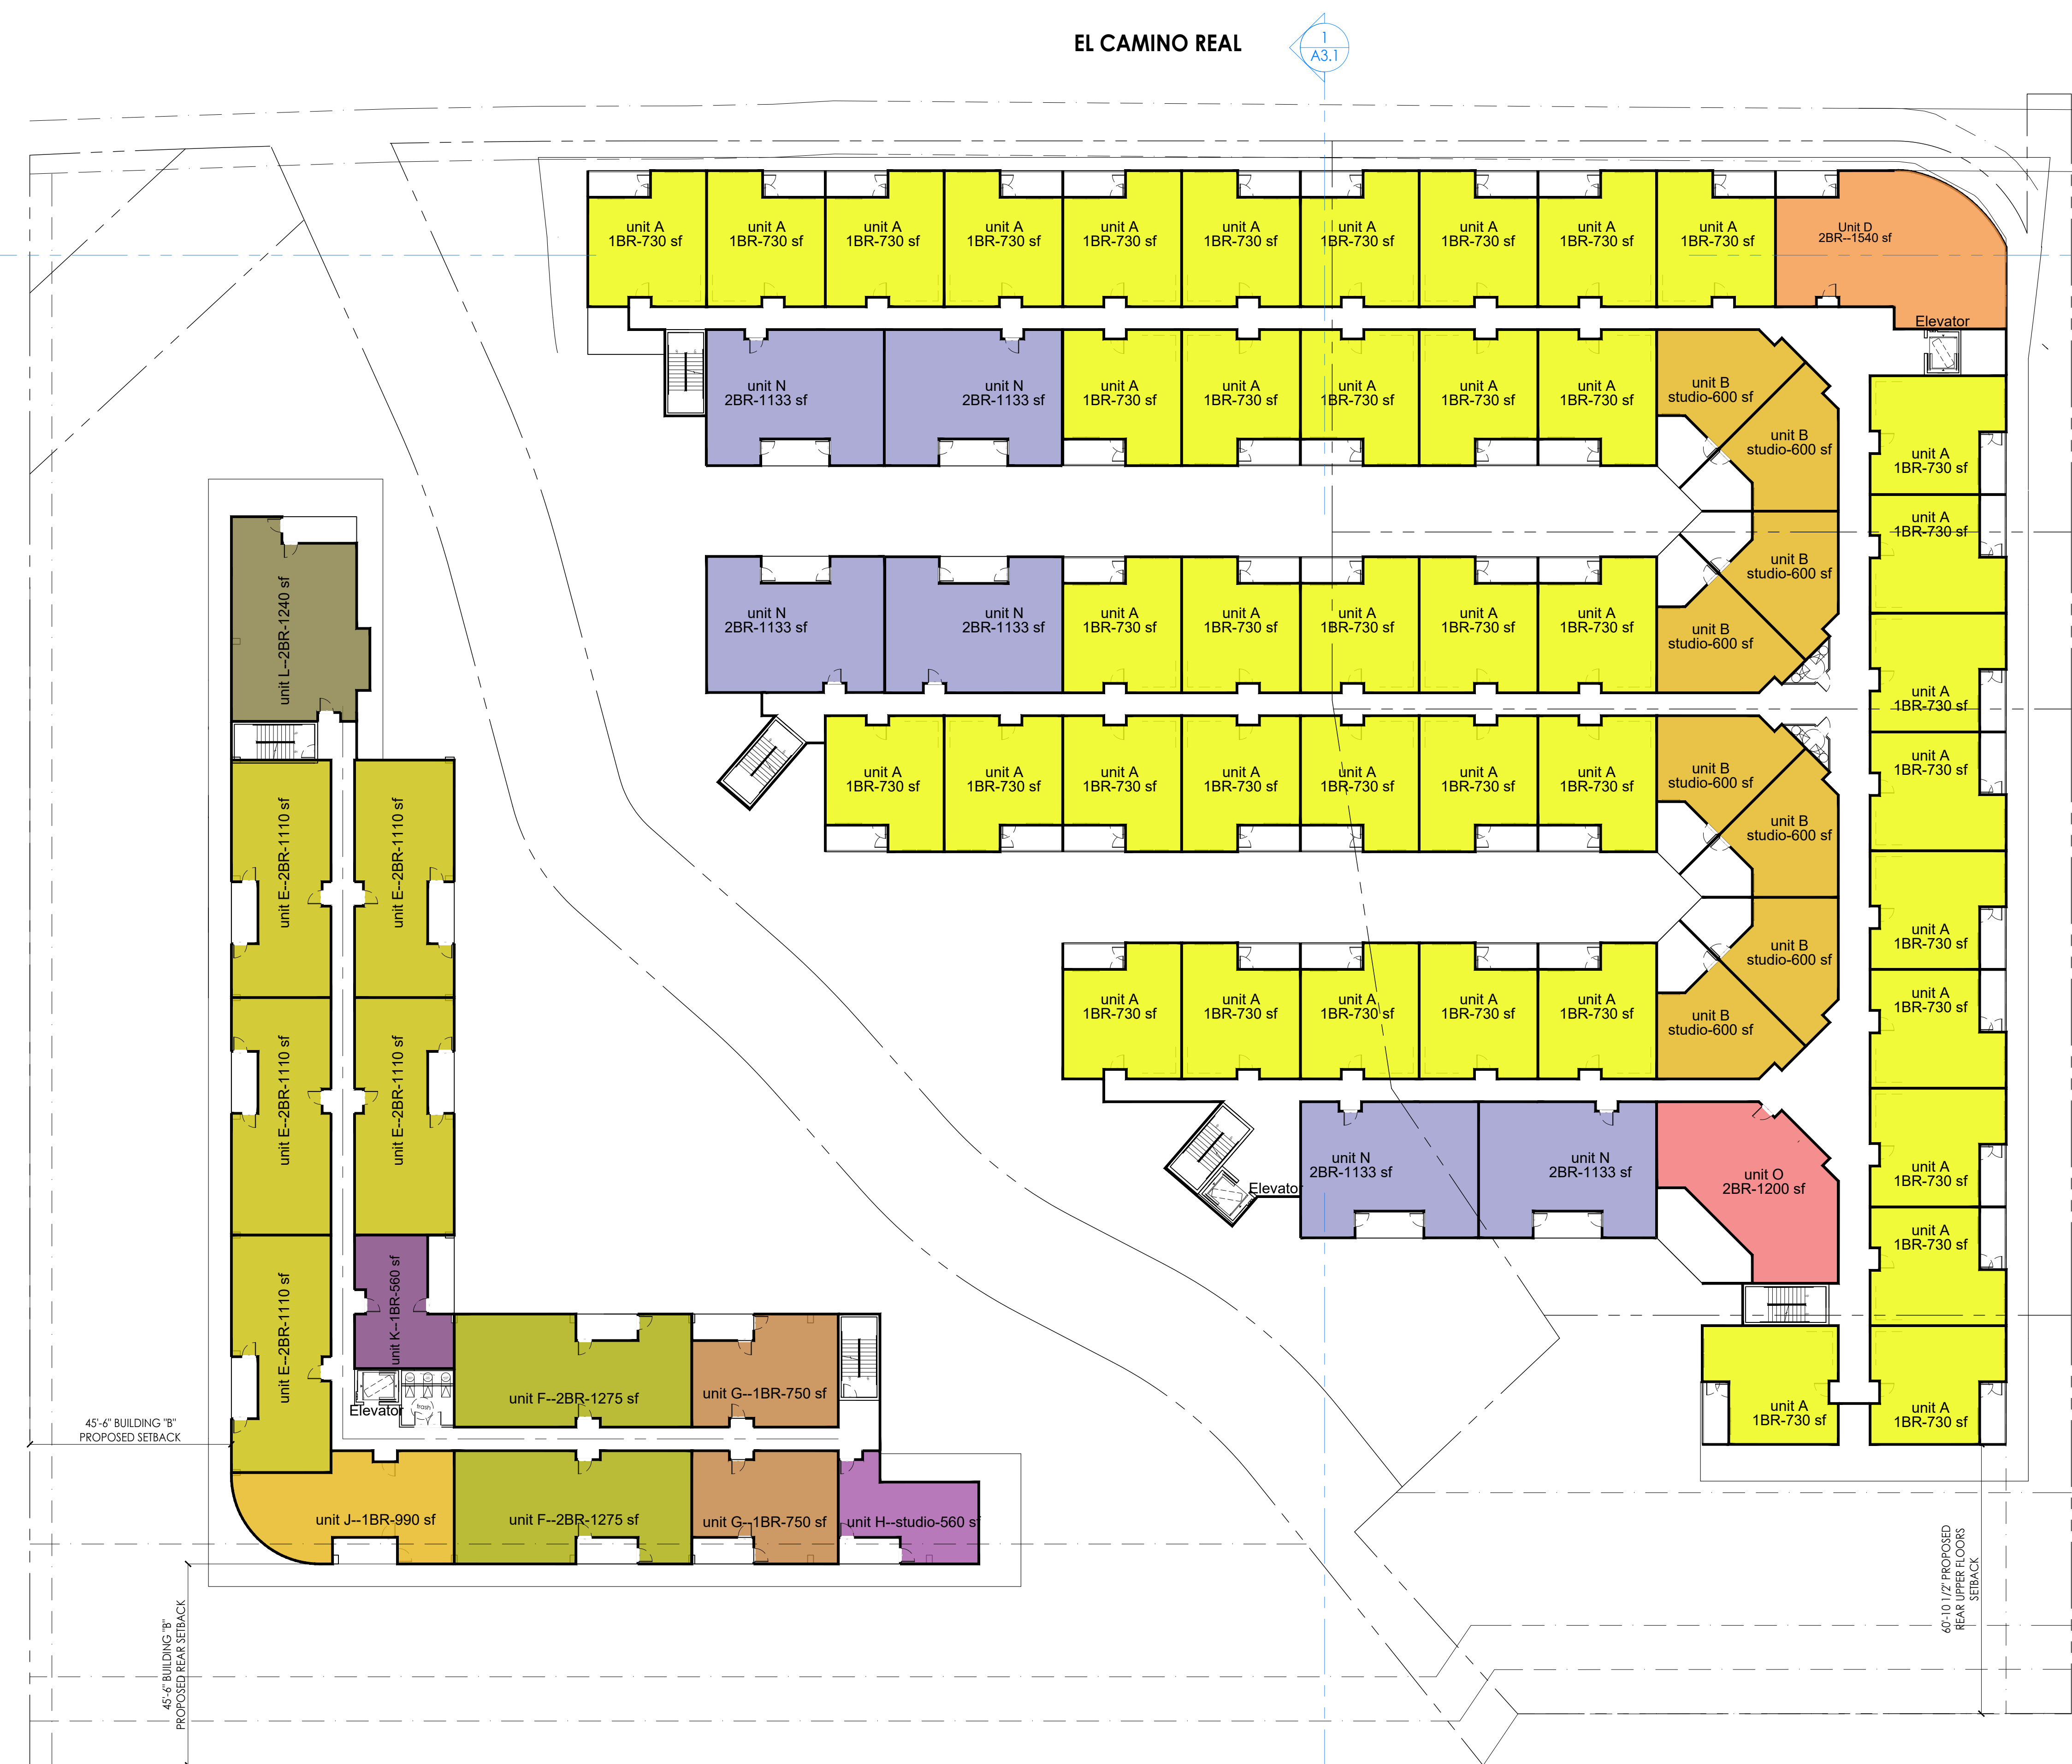 EL CAMINO REAL
1
A3.1
unit A
1BR-730 sf
unit A
1BR-730 sf
unit A
1BR-730 sf
unit A
1BR-730 sf
unit A
1BR-730 sf
unit A
1BR-730 sf
unit A
1BR-730 sf
unit A
1BR-730 sf
unit A
1BR-730 sf
unit A
1BR-730 sf
Unit D
2BR--1540 sf
Elevator
unit N
2BR-1133 sf
unit N
2BR-1133 sf
unit A
1BR-730 sf
unit A
1BR-730 sf
unit A
1BR-730 sf
unit A
1BR-730 sf
unit A
1BR-730 sf
unit B
studio-600 sf
unit B
studio-600 sf
unit A
1BR-730 sf
unit A
1BR-730 sf
unit B
studio-600 sf
unit N
2BR-1133 sf
unit N
2BR-1133 sf
unit A
1BR-730 sf
unit A
1BR-730 sf
unit A
1BR-730 sf
unit A
1BR-730 sf
unit A
1BR-730 sf
unit B
studio-600 sf
unit A
1BR-730 sf
unit L--2BR-1240 sf
unit A
1BR-730 sf
unit A
1BR-730 sf
unit A
1BR-730 sf
unit A
1BR-730 sf
unit A
1BR-730 sf
unit A
1BR-730 sf
unit A
1BR-730 sf
unit B
studio-600 sf
unit A
1BR-730 sf
unit B
studio-600 sf
unit E--2BR-1110 sf
unit E--2BR-1110 sf
unit B
studio-600 sf
unit A
1BR-730 sf
unit A
1BR-730 sf
unit A
1BR-730 sf
unit A
1BR-730 sf
unit A
1BR-730 sf
unit A
1BR-730 sf
unit B
studio-600 sf
unit A
1BR-730 sf
unit E--2BR-1110 sf
unit E--2BR-1110 sf
unit N
2BR-1133 sf
unit N
2BR-1133 sf
unit O
2BR-1200 sf
unit A
1BR-730 sf
Elevator
unit A
1BR-730 sf
unit E--2BR-1110 sf
unit K--1BR-560 sf
unit F--2BR-1275 sf
unit G--1BR-750 sf
Elevator
trash
unit A
1BR-730 sf
unit A
1BR-730 sf
45'-6" BUILDING "B"
PROPOSED SETBACK
unit J--1BR-990 sf
unit F--2BR-1275 sf
unit G--1BR-750 sf
unit H--studio-560 sf
45'-6" BUILDING "B"
PROPOSED REAR SETBACK
60'-10 1/2" PROPOSED
REAR UPPER FLOORS
SETBACK